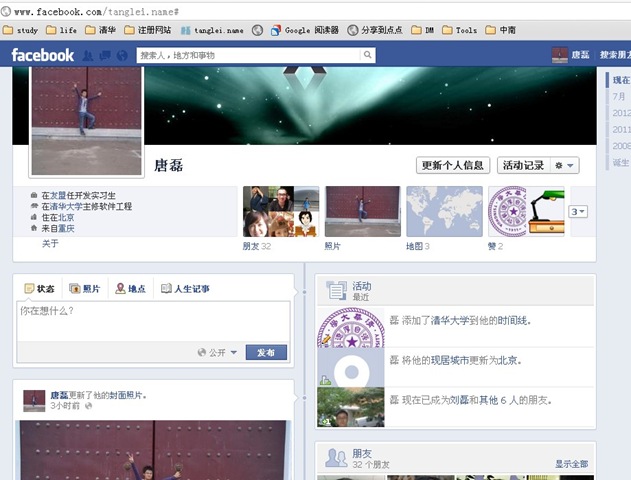 www.facebook.com/tanglei.name#
study life 清华 注册网站 tanglei.name Google 阅读器 分享到点点 DM Tools 中南
facebook 搜索人，地方和事物 唐磊 搜索朋友
现在
7月
2012
2011
2008
诞生
唐磊 更新个人信息 活动记录
在友盟任开发实习生
在清华大学主修软件工程
住在北京
来自重庆
关于
朋友 32 照片 地图 3 赞 2 3
状态 照片 地点 人生记事
你在想什么？
公开 发布
唐磊更新了他的封面照片。
3小时前
活动
最近
磊 添加了清华大学到他的时间线。
磊 将他的现居城市更新为北京。
磊 现在已成为刘磊和其他 6 人的朋友。
朋友
32 个朋友 显示全部